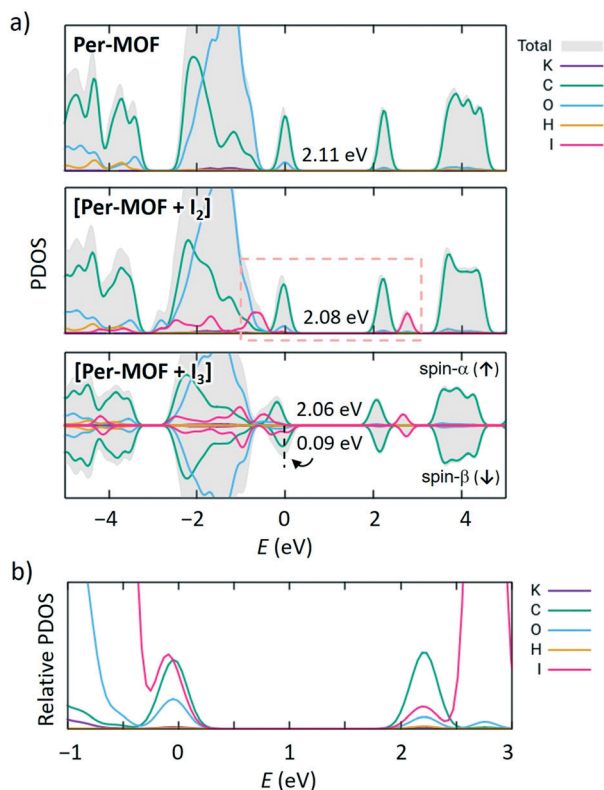 a)
Per-MOF
2.11 eV
Total
K
C
O
H
I
[Per-MOF + I₂]
2.08 eV
PDOS
[Per-MOF + I₃]
spin-α (↑)
2.06 eV
0.09 eV
spin-β (↓)
−4 −2 0 2 4
E (eV)
b)
Relative PDOS
K
C
O
H
I
−1 0 1 2 3
E (eV)